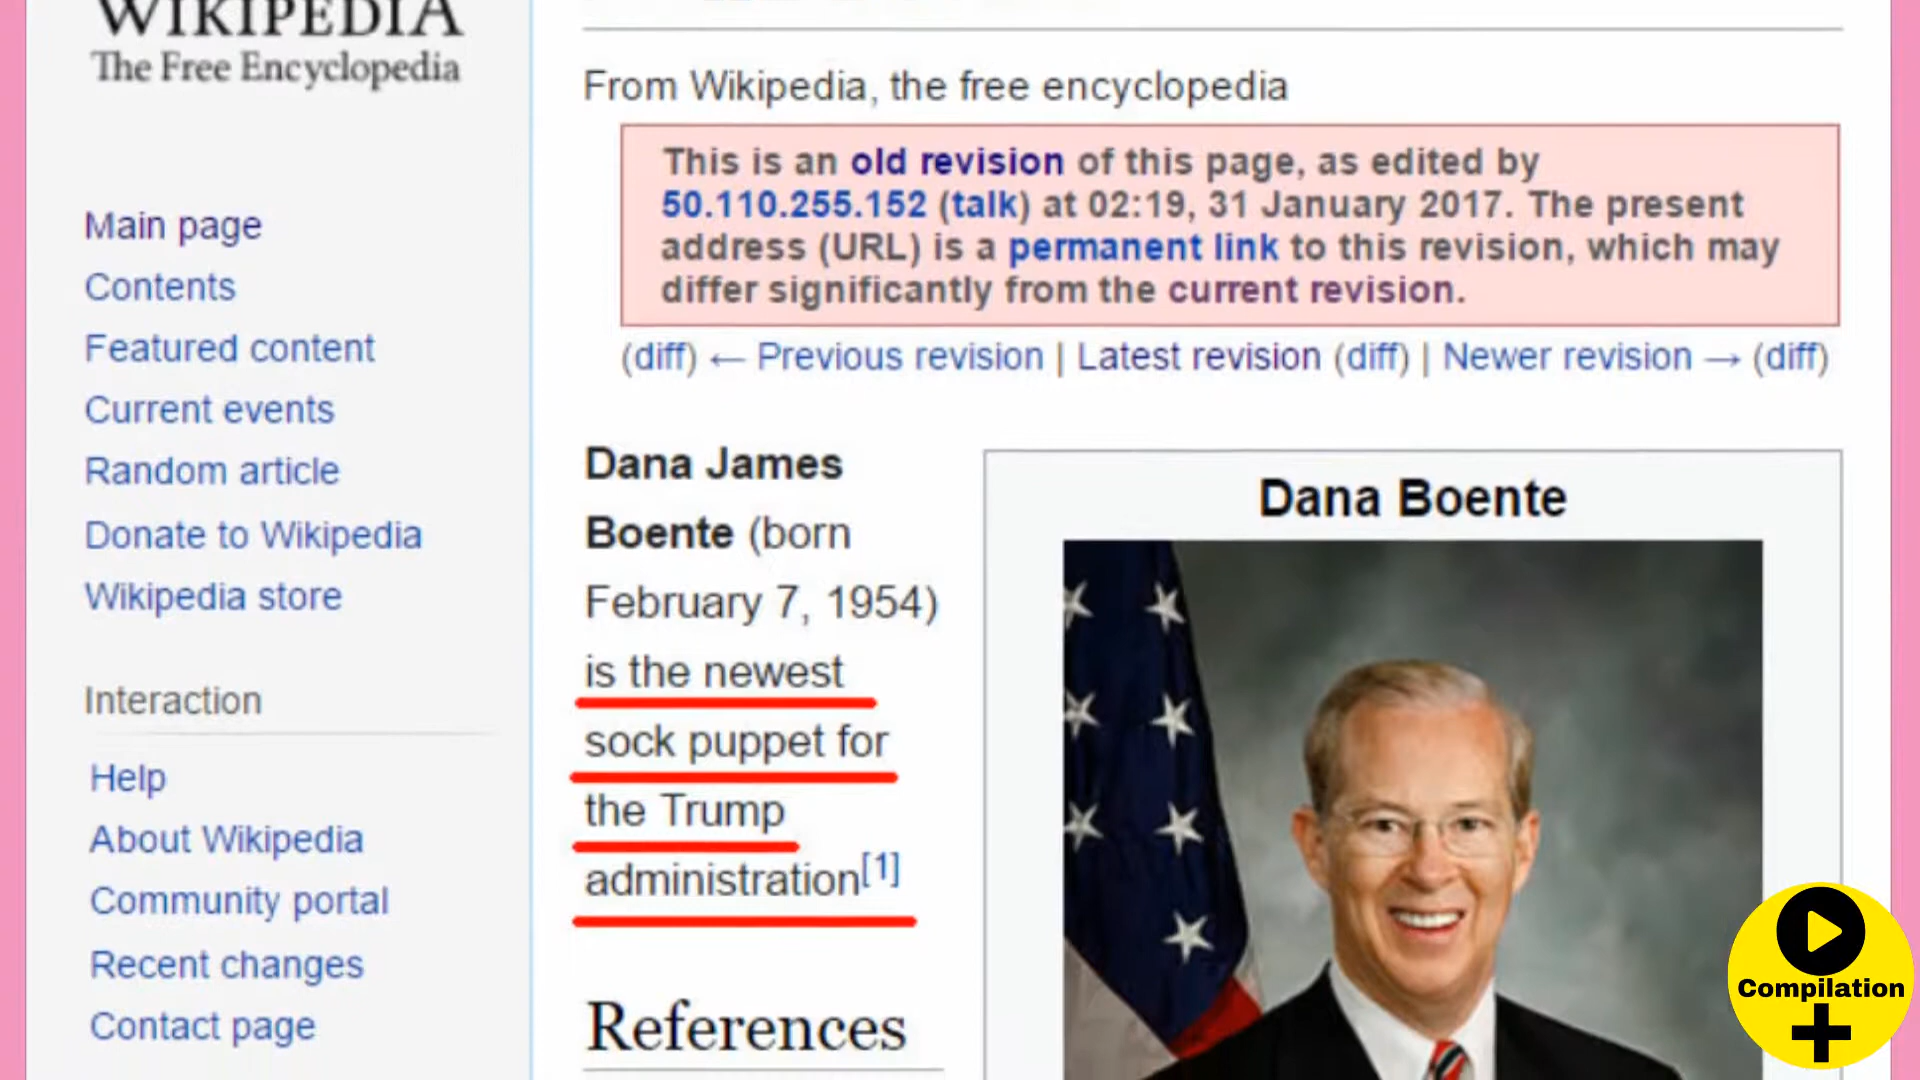 WIKIPEDIA
The Free Encyclopedia
Main page
Contents
Featured content
Current events
Random article
Donate to Wikipedia
Wikipedia store
Interaction
Help
About Wikipedia
Community portal
Recent changes
Contact page
From Wikipedia, the free encyclopedia
This is an old revision of this page, as edited by
50.110.255.152 (talk) at 02:19, 31 January 2017. The present
address (URL) is a permanent link to this revision, which may
differ significantly from the current revision.
(diff) ← Previous revision | Latest revision (diff) | Newer revision → (diff)
Dana James
Boente (born
February 7, 1954)
is the newest
sock puppet for
the Trump
administration[1]
References
Dana Boente
Compilation
+